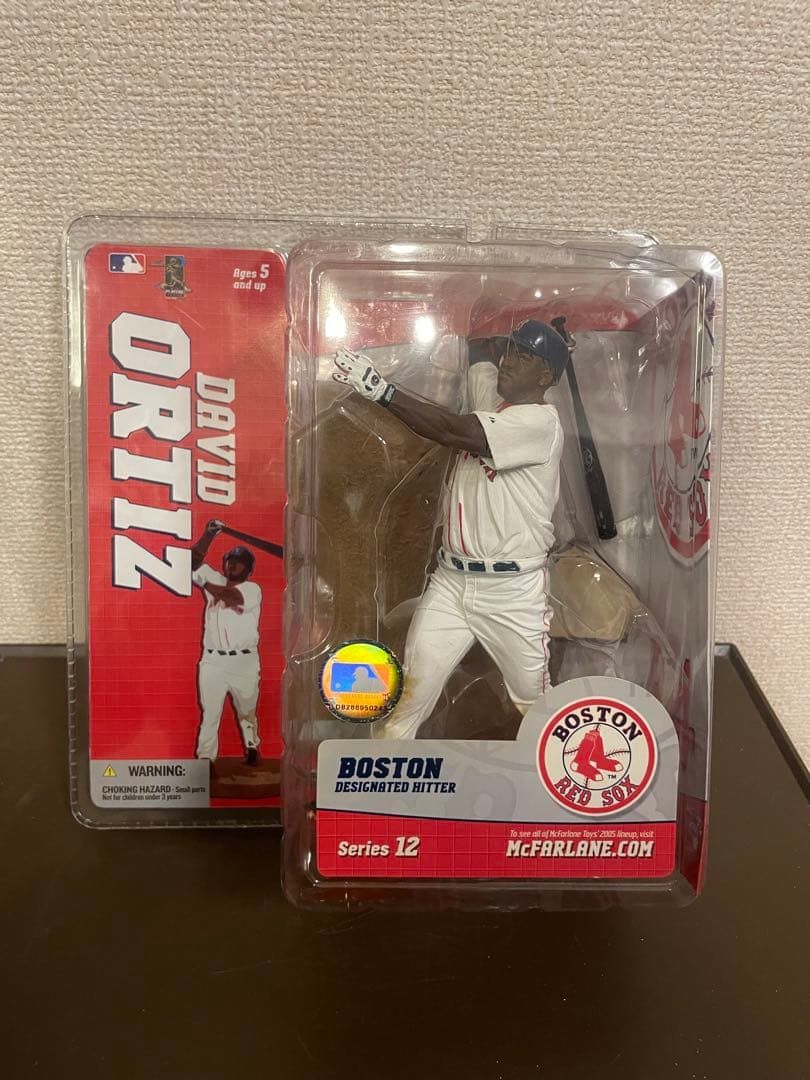 Ages 5
and up
DAVID
ORTIZ
WARNING:
CHOKING HAZARD - Small parts
Not for children under 3 years
BOSTON
DESIGNATED HITTER
BOSTON
RED SOX
TM
Series 12
To see all of McFarlane Toys' 2005 lineup, visit
McFARLANE.COM